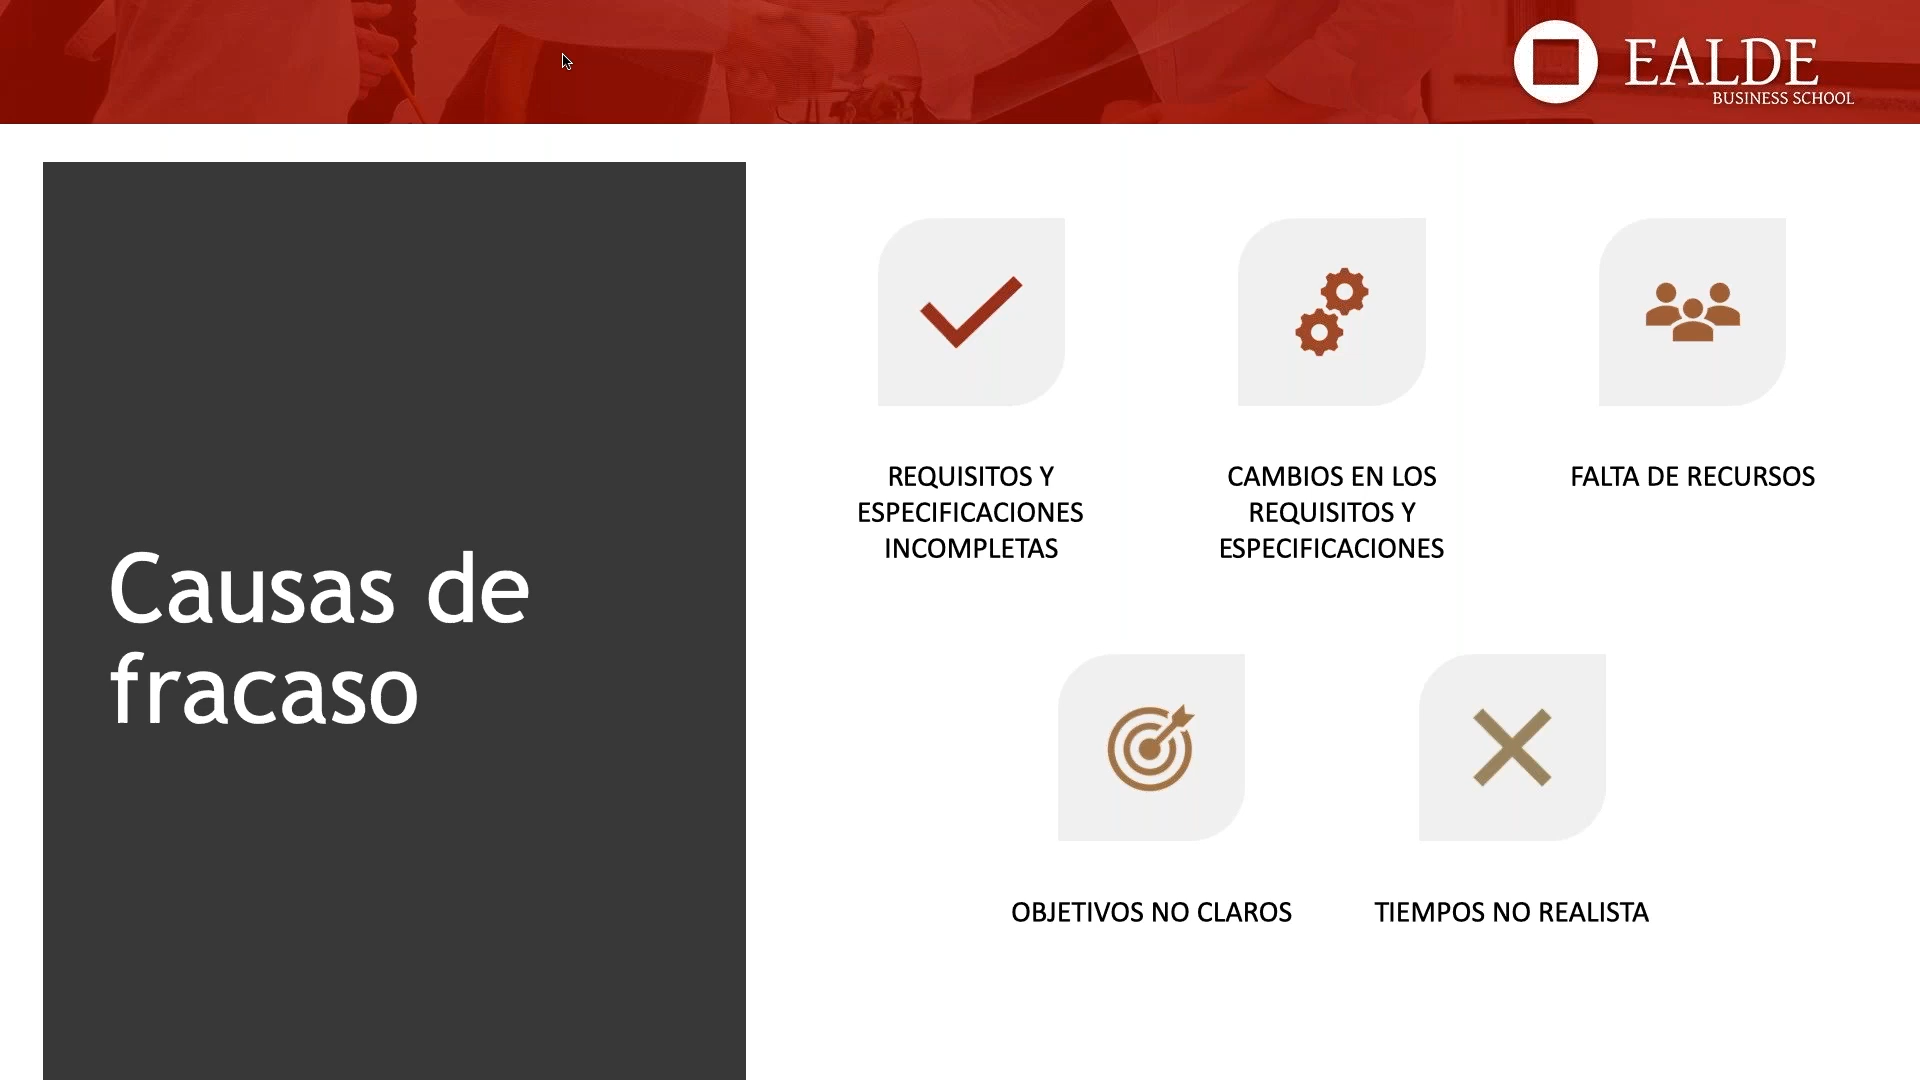 EALDE
BUSINESS SCHOOL
Causas de
fracaso
REQUISITOS Y
ESPECIFICACIONES
INCOMPLETAS
CAMBIOS EN LOS
REQUISITOS Y
ESPECIFICACIONES
FALTA DE RECURSOS
OBJETIVOS NO CLAROS
TIEMPOS NO REALISTA